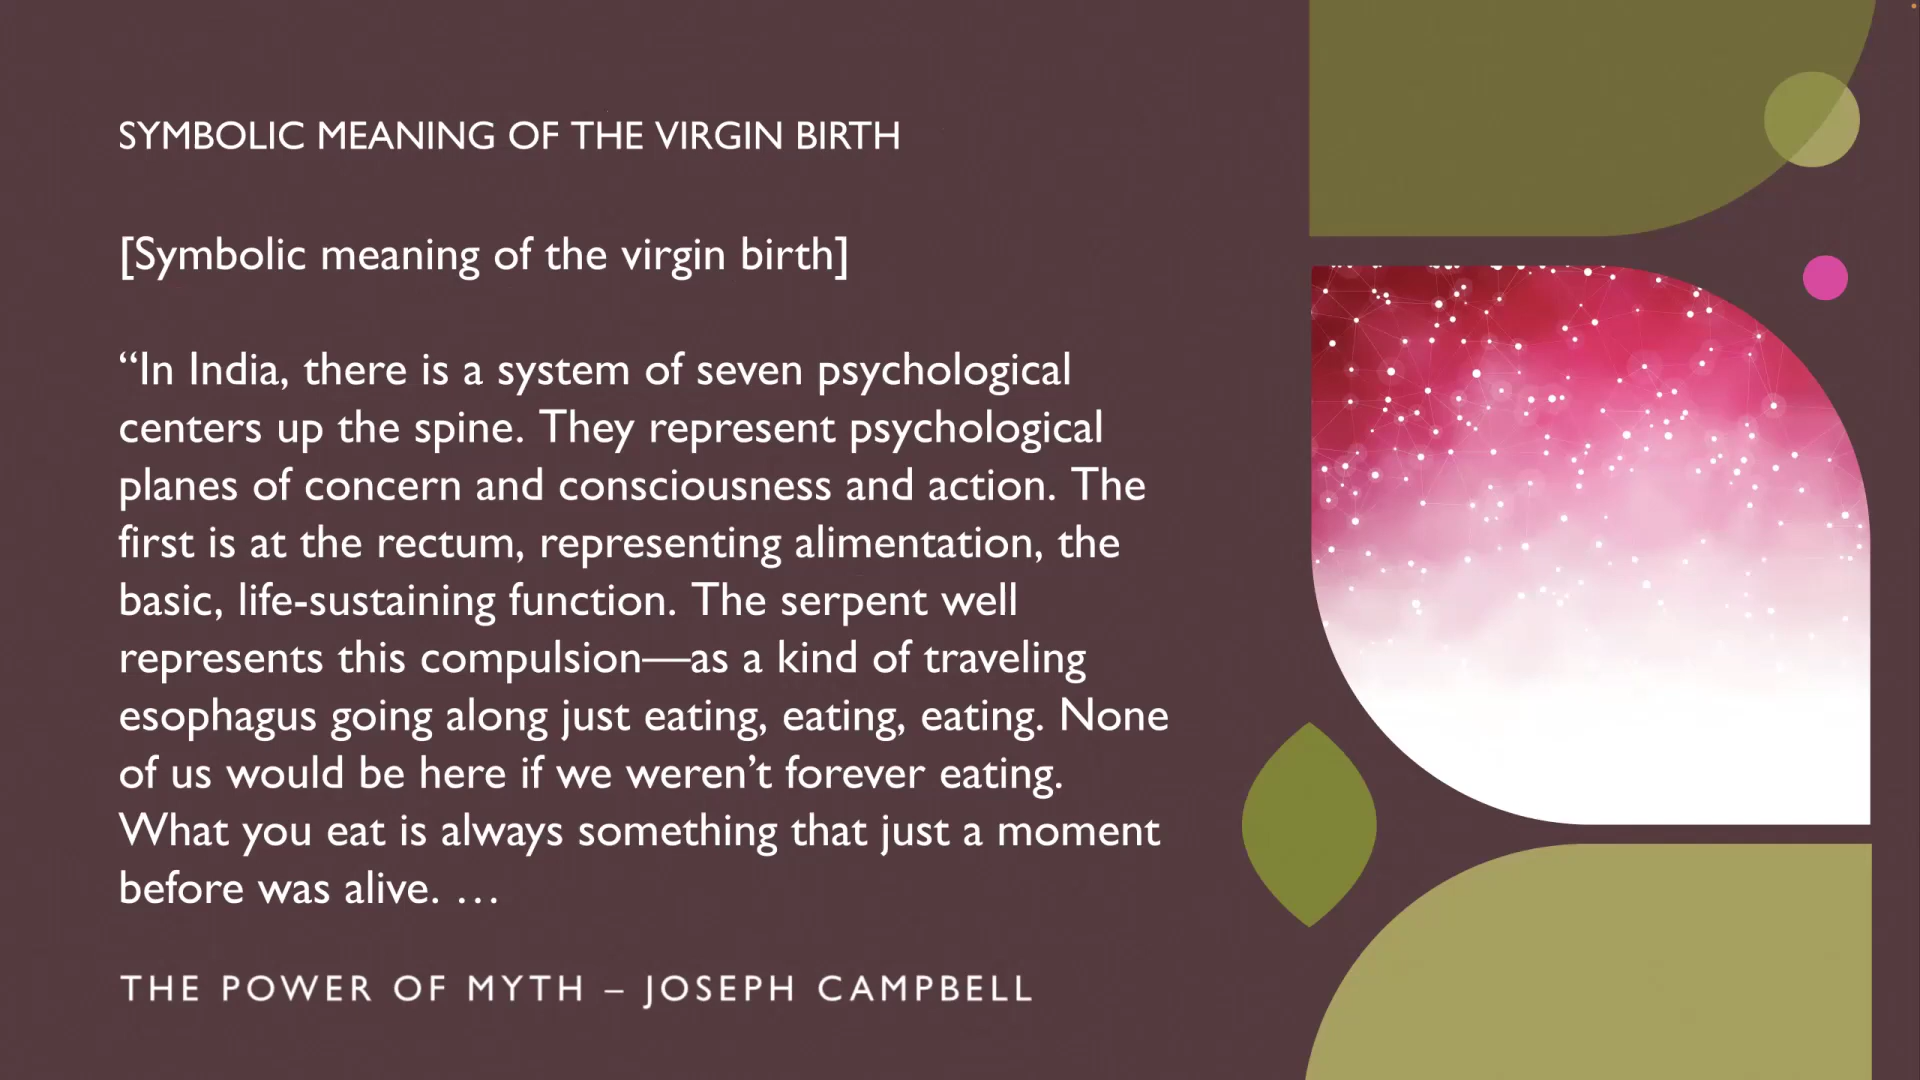 SYMBOLIC MEANING OF THE VIRGIN BIRTH
[Symbolic meaning of the virgin birth]
“In India, there is a system of seven psychological
centers up the spine. They represent psychological
planes of concern and consciousness and action. The
first is at the rectum, representing alimentation, the
basic, life-sustaining function. The serpent well
represents this compulsion—as a kind of traveling
esophagus going along just eating, eating, eating. None
of us would be here if we weren’t forever eating.
What you eat is always something that just a moment
before was alive. …
THE POWER OF MYTH – JOSEPH CAMPBELL